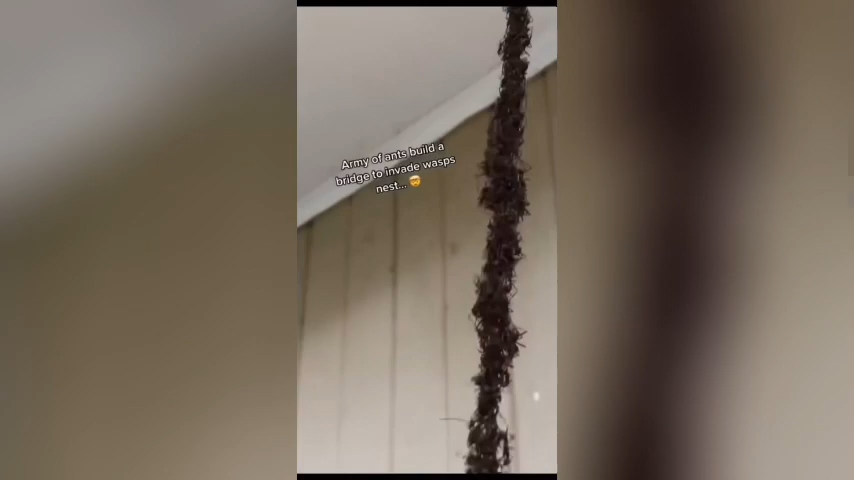 Army of ants build a
bridge to invade wasps
nest... 🤯